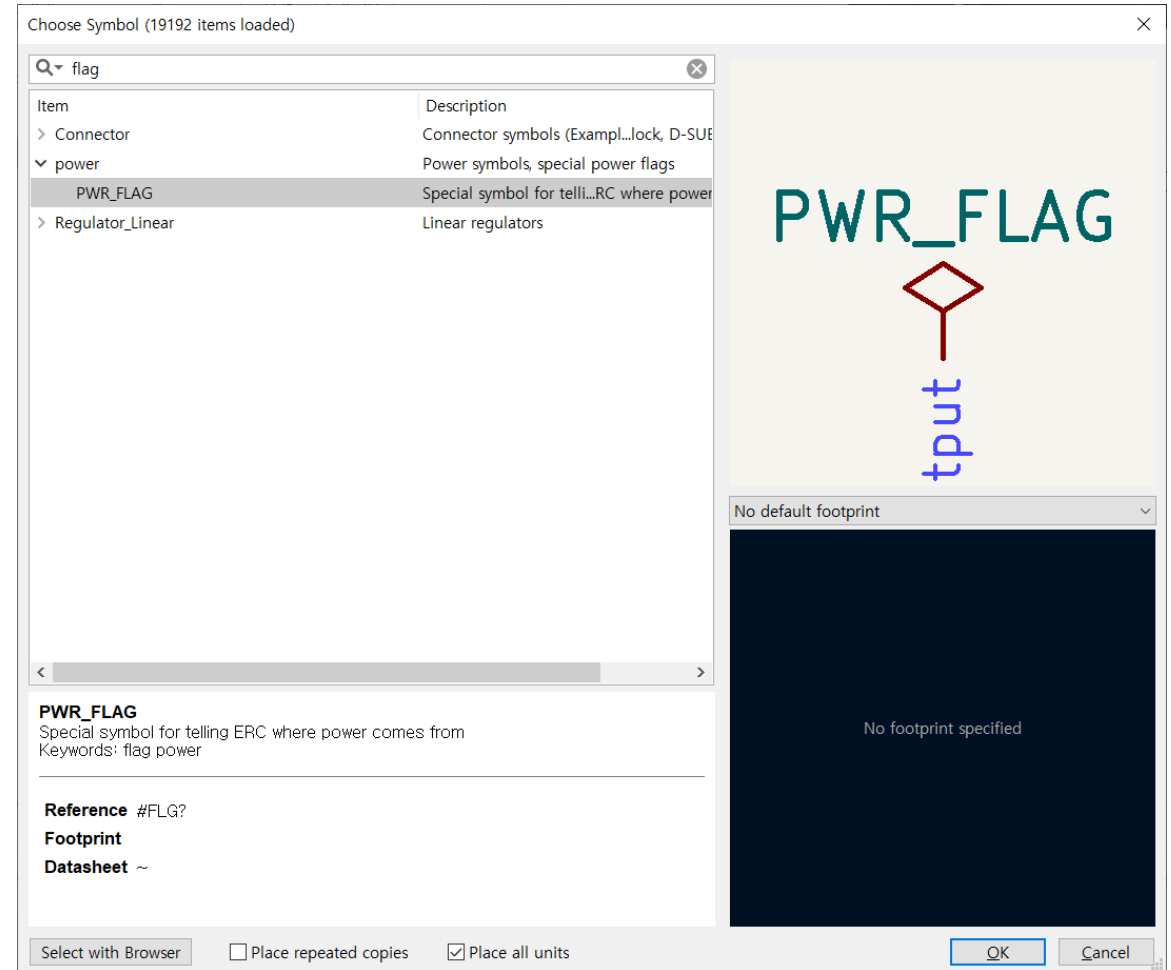 Choose Symbol (19192 items loaded)
flag
Item Description
Connector Connector symbols (Exampl...lock, D-SUB
power Power symbols, special power flags
PWR_FLAG Special symbol for telli...RC where power
Regulator_Linear Linear regulators
PWR_FLAG
tput
No default footprint
No footprint specified
PWR_FLAG
Special symbol for telling ERC where power comes from
Keywords: flag power
Reference #FLG?
Footprint
Datasheet ~
Select with Browser Place repeated copies Place all units OK Cancel